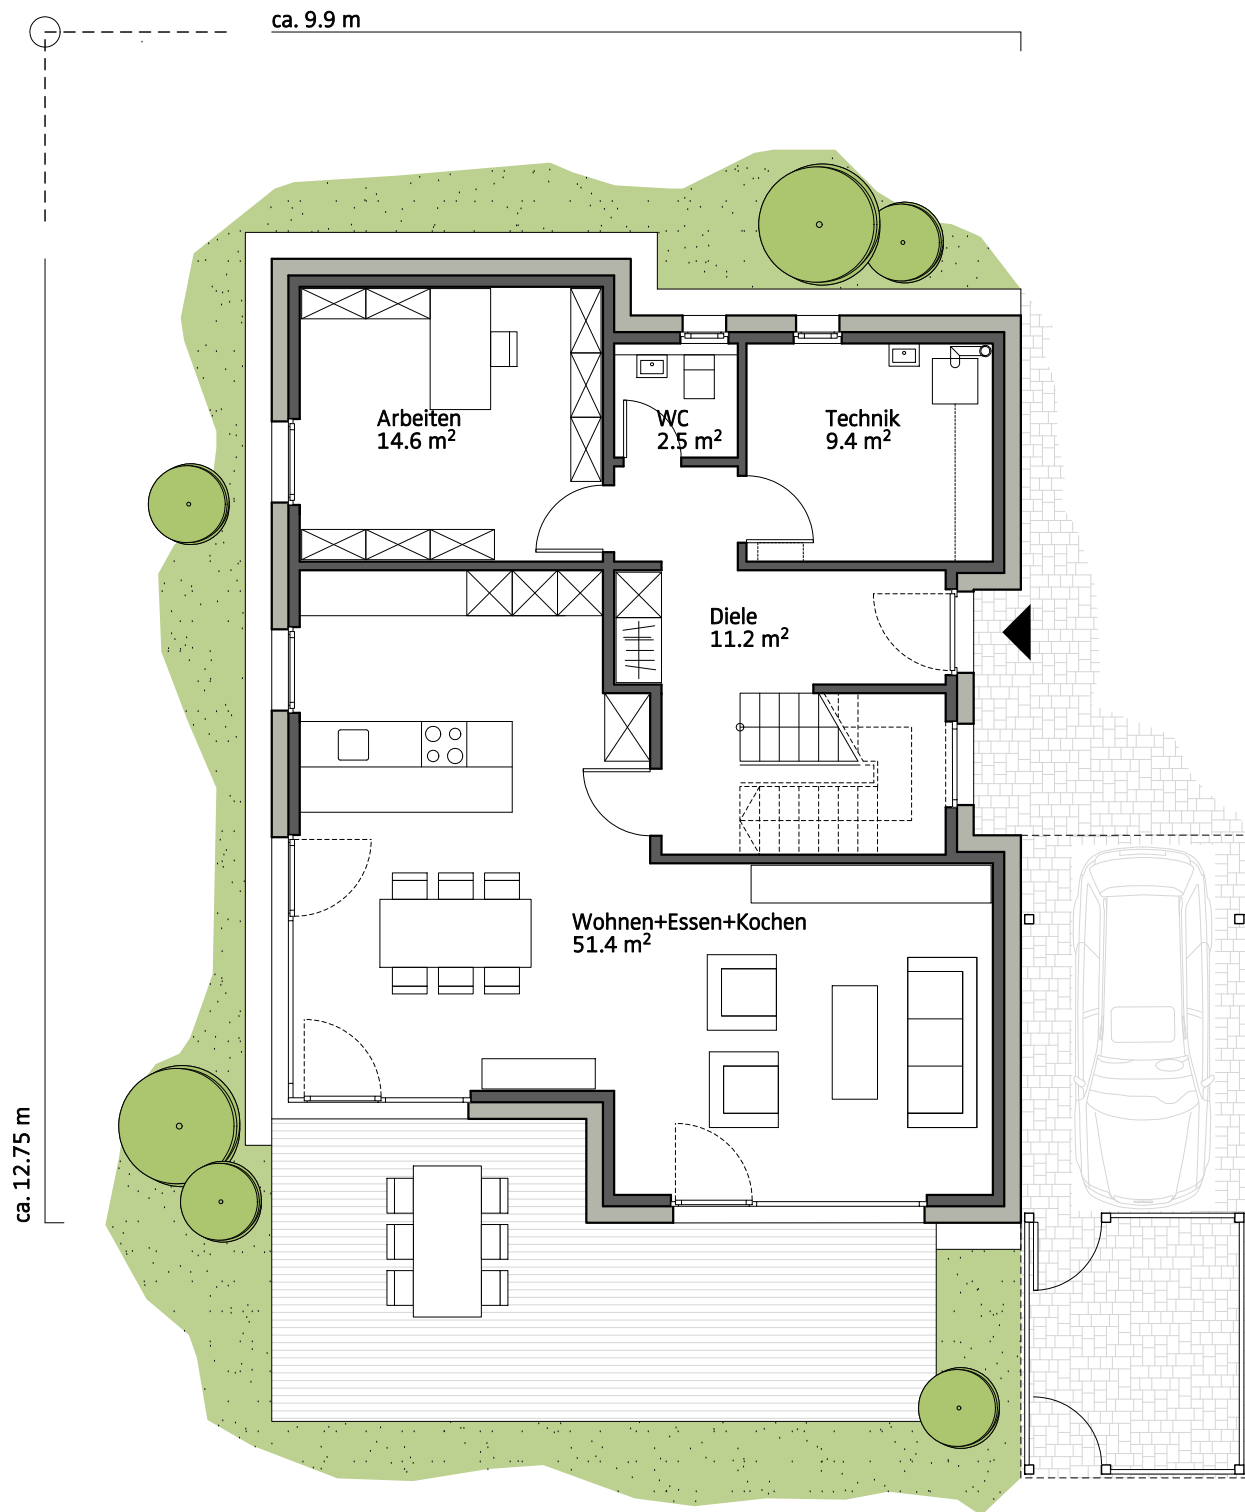 ca. 9.9 m
Arbeiten
14.6 m²
WC
2.5 m²
Technik
9.4 m²
Diele
11.2 m²
Wohnen+Essen+Kochen
51.4 m²
ca. 12.75 m